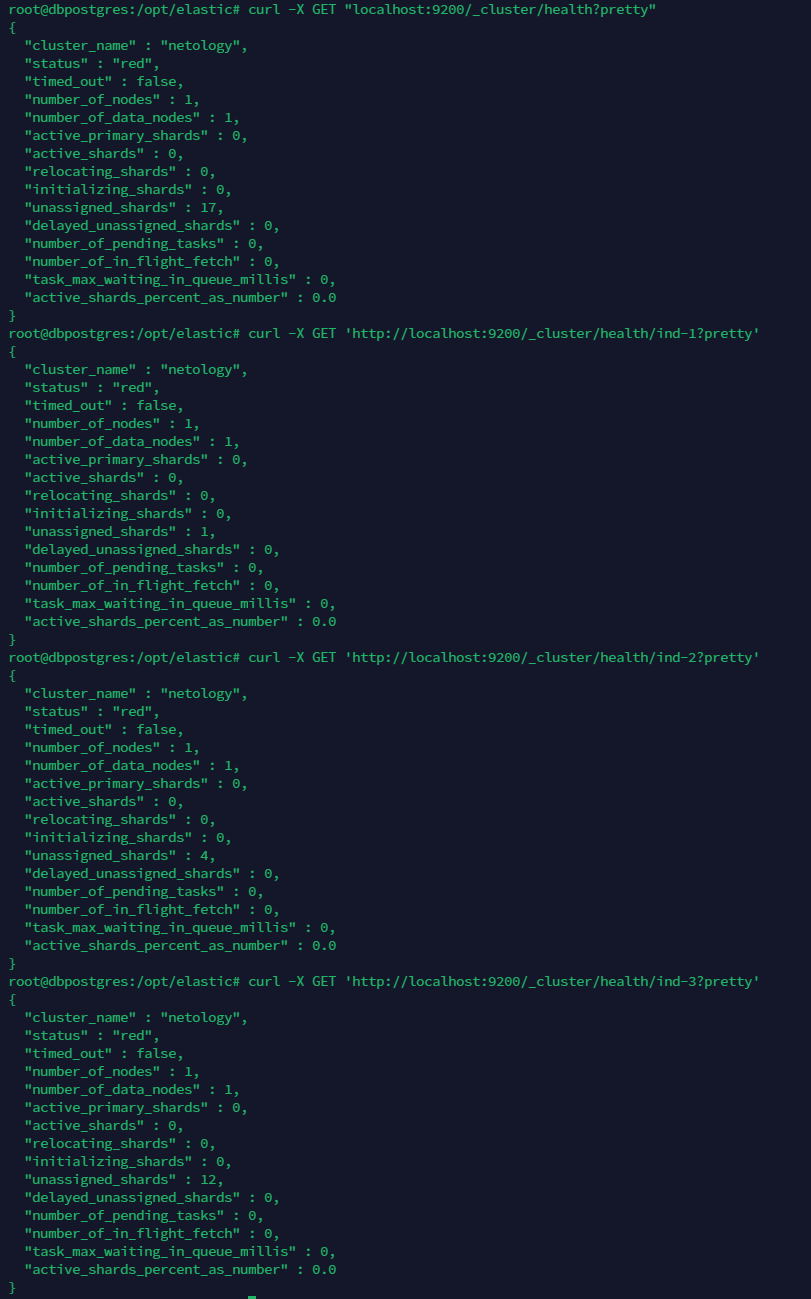 root@dbpostgres:/opt/elastic# curl -X GET "localhost:9200/_cluster/health?pretty"
{
  "cluster_name" : "netology",
  "status" : "red",
  "timed_out" : false,
  "number_of_nodes" : 1,
  "number_of_data_nodes" : 1,
  "active_primary_shards" : 0,
  "active_shards" : 0,
  "relocating_shards" : 0,
  "initializing_shards" : 0,
  "unassigned_shards" : 17,
  "delayed_unassigned_shards" : 0,
  "number_of_pending_tasks" : 0,
  "number_of_in_flight_fetch" : 0,
  "task_max_waiting_in_queue_millis" : 0,
  "active_shards_percent_as_number" : 0.0
}
root@dbpostgres:/opt/elastic# curl -X GET 'http://localhost:9200/_cluster/health/ind-1?pretty'
{
  "cluster_name" : "netology",
  "status" : "red",
  "timed_out" : false,
  "number_of_nodes" : 1,
  "number_of_data_nodes" : 1,
  "active_primary_shards" : 0,
  "active_shards" : 0,
  "relocating_shards" : 0,
  "initializing_shards" : 0,
  "unassigned_shards" : 1,
  "delayed_unassigned_shards" : 0,
  "number_of_pending_tasks" : 0,
  "number_of_in_flight_fetch" : 0,
  "task_max_waiting_in_queue_millis" : 0,
  "active_shards_percent_as_number" : 0.0
}
root@dbpostgres:/opt/elastic# curl -X GET 'http://localhost:9200/_cluster/health/ind-2?pretty'
{
  "cluster_name" : "netology",
  "status" : "red",
  "timed_out" : false,
  "number_of_nodes" : 1,
  "number_of_data_nodes" : 1,
  "active_primary_shards" : 0,
  "active_shards" : 0,
  "relocating_shards" : 0,
  "initializing_shards" : 0,
  "unassigned_shards" : 4,
  "delayed_unassigned_shards" : 0,
  "number_of_pending_tasks" : 0,
  "number_of_in_flight_fetch" : 0,
  "task_max_waiting_in_queue_millis" : 0,
  "active_shards_percent_as_number" : 0.0
}
root@dbpostgres:/opt/elastic# curl -X GET 'http://localhost:9200/_cluster/health/ind-3?pretty'
{
  "cluster_name" : "netology",
  "status" : "red",
  "timed_out" : false,
  "number_of_nodes" : 1,
  "number_of_data_nodes" : 1,
  "active_primary_shards" : 0,
  "active_shards" : 0,
  "relocating_shards" : 0,
  "initializing_shards" : 0,
  "unassigned_shards" : 12,
  "delayed_unassigned_shards" : 0,
  "number_of_pending_tasks" : 0,
  "number_of_in_flight_fetch" : 0,
  "task_max_waiting_in_queue_millis" : 0,
  "active_shards_percent_as_number" : 0.0
}